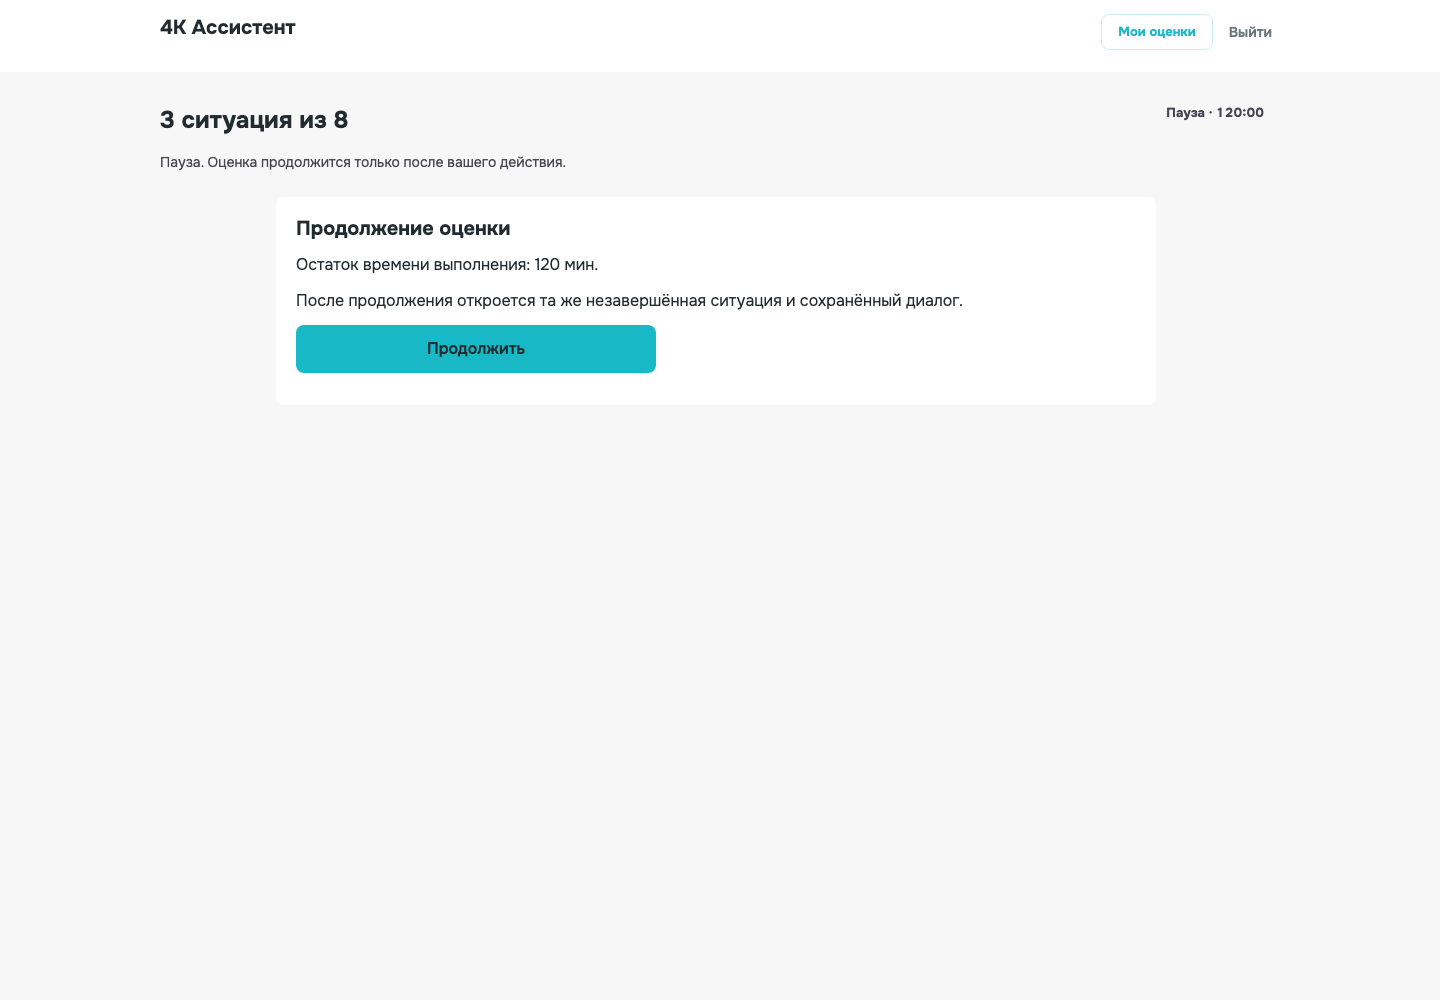 4К Ассистент
Мои оценки
Выйти
3 ситуация из 8
Пауза · 120:00
Пауза. Оценка продолжится только после вашего действия.
Продолжение оценки
Остаток времени выполнения: 120 мин.
После продолжения откроется та же незавершённая ситуация и сохранённый диалог.
Продолжить